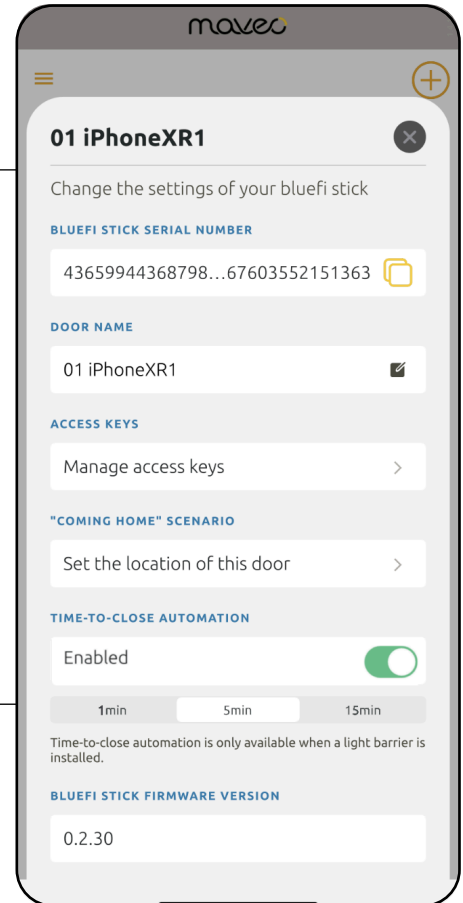 maveo
01 iPhoneXR1
Change the settings of your bluefi stick
BLUEFI STICK SERIAL NUMBER
43659944368798...67603552151363
DOOR NAME
01 iPhoneXR1
ACCESS KEYS
Manage access keys
"COMING HOME" SCENARIO
Set the location of this door
TIME-TO-CLOSE AUTOMATION
Enabled
1min 5min 15min
Time-to-close automation is only available when a light barrier is
installed.
BLUEFI STICK FIRMWARE VERSION
0.2.30